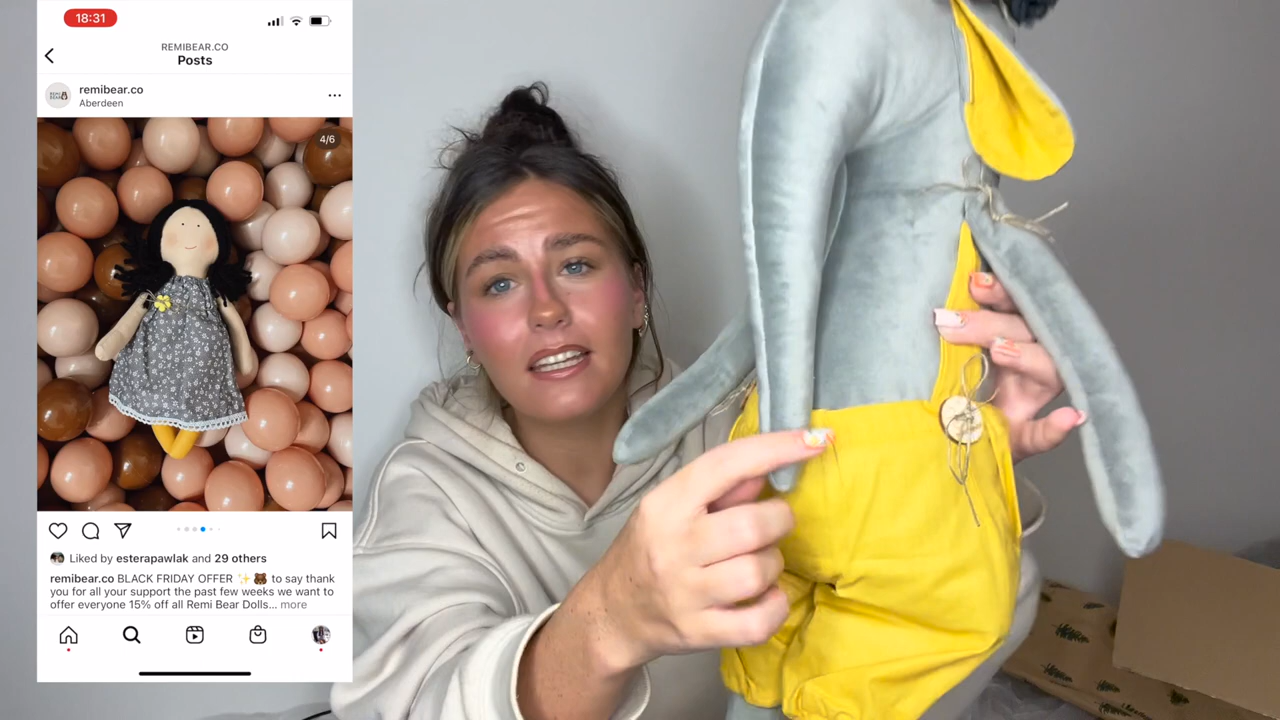 18:31
REMIBEAR.CO
Posts
remibear.co
Aberdeen
4/6
Liked by esterapawlak and 29 others
remibear.co BLACK FRIDAY OFFER ✨🐻 to say thank
you for all your support the past few weeks we want to
offer everyone 15% off all Remi Bear Dolls... more